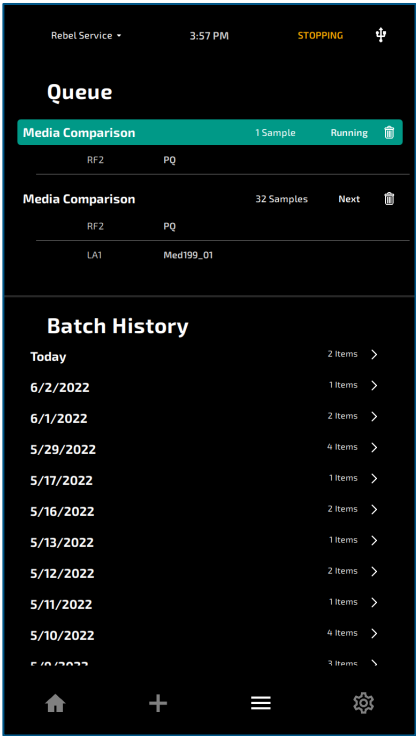 Rebel Service 3:57 PM STOPPING
Queue
Media Comparison 1 Sample Running
RF2 PQ
Media Comparison 32 Samples Next
RF2 PQ
LA1 Med199_01
Batch History
Today 2 Items
6/2/2022 1 Items
6/1/2022 2 Items
5/29/2022 4 Items
5/17/2022 1 Items
5/16/2022 2 Items
5/13/2022 1 Items
5/12/2022 2 Items
5/11/2022 1 Items
5/10/2022 4 Items
5/9/2022 3 Items